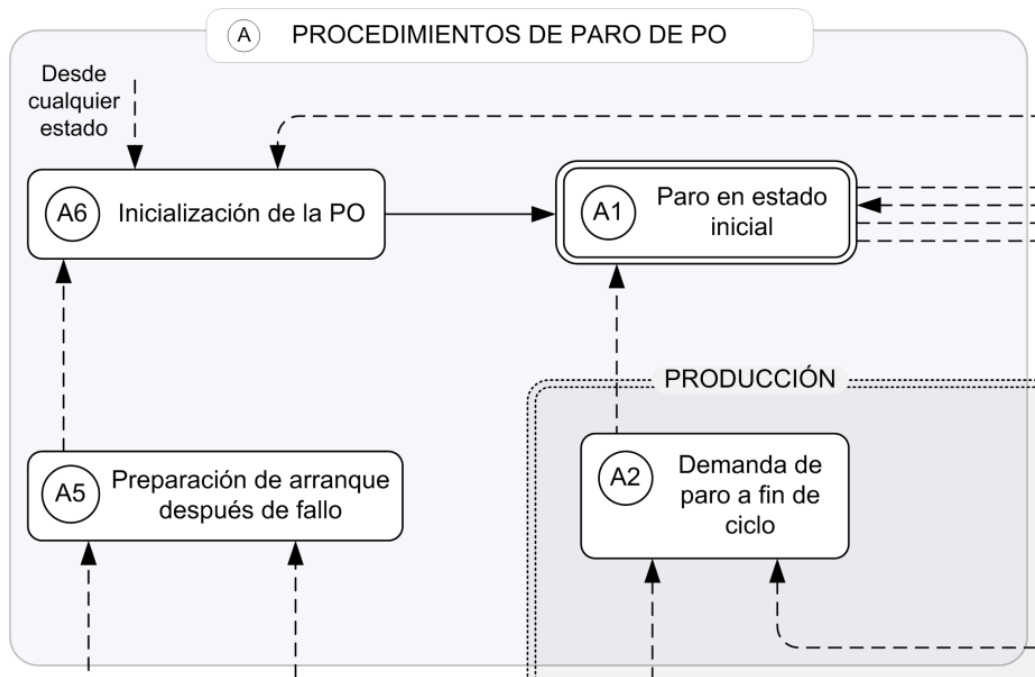 A PROCEDIMIENTOS DE PARO DE PO
Desde
cualquier
estado
A6 Inicialización de la PO
A1 Paro en estado
inicial
PRODUCCIÓN
A5 Preparación de arranque
después de fallo
A2 Demanda de
paro a fin de
ciclo